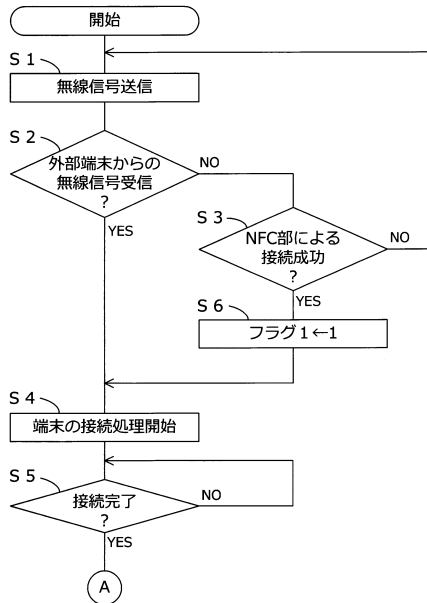 開始
S 1
無線信号送信
S 2
外部端末からの
無線信号受信
?
NO
YES
S 3
NFC部による
接続成功
?
NO
YES
S 6
フラグ1←1
S 4
端末の接続処理開始
S 5
接続完了
?
NO
YES
A